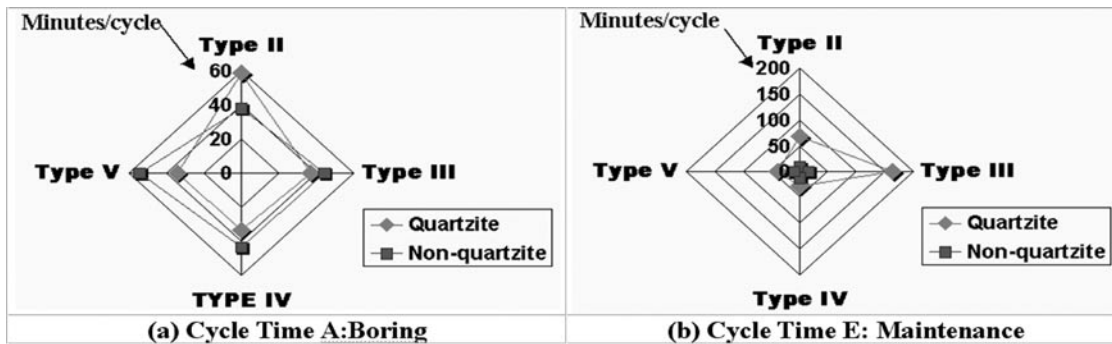 Minutes/cycle
Type II
60
40
20
0
Type V
Type III
Quartzite
Non-quartzite
TYPE IV
(a) Cycle Time A:Boring
Minutes/cycle
Type II
200
150
100
50
0
Type V
Type III
Quartzite
Non-quartzite
Type IV
(b) Cycle Time E: Maintenance